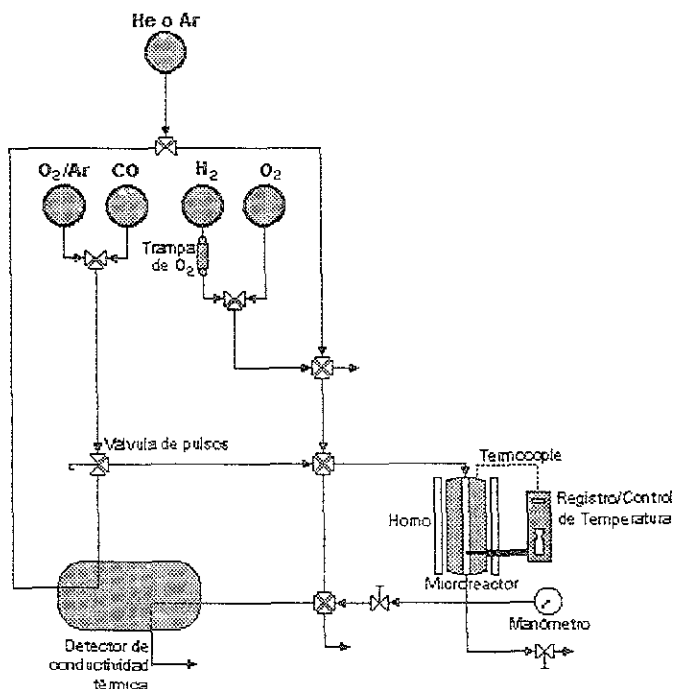 He o Ar
O₂/Ar
CO
H₂
O₂
Trampa
de O₂
Válvula de pulsos
Termocople
Horno
Registro/Control
de Temperatura
Microreactor
Manómetro
Detector de
conductividad
térmica